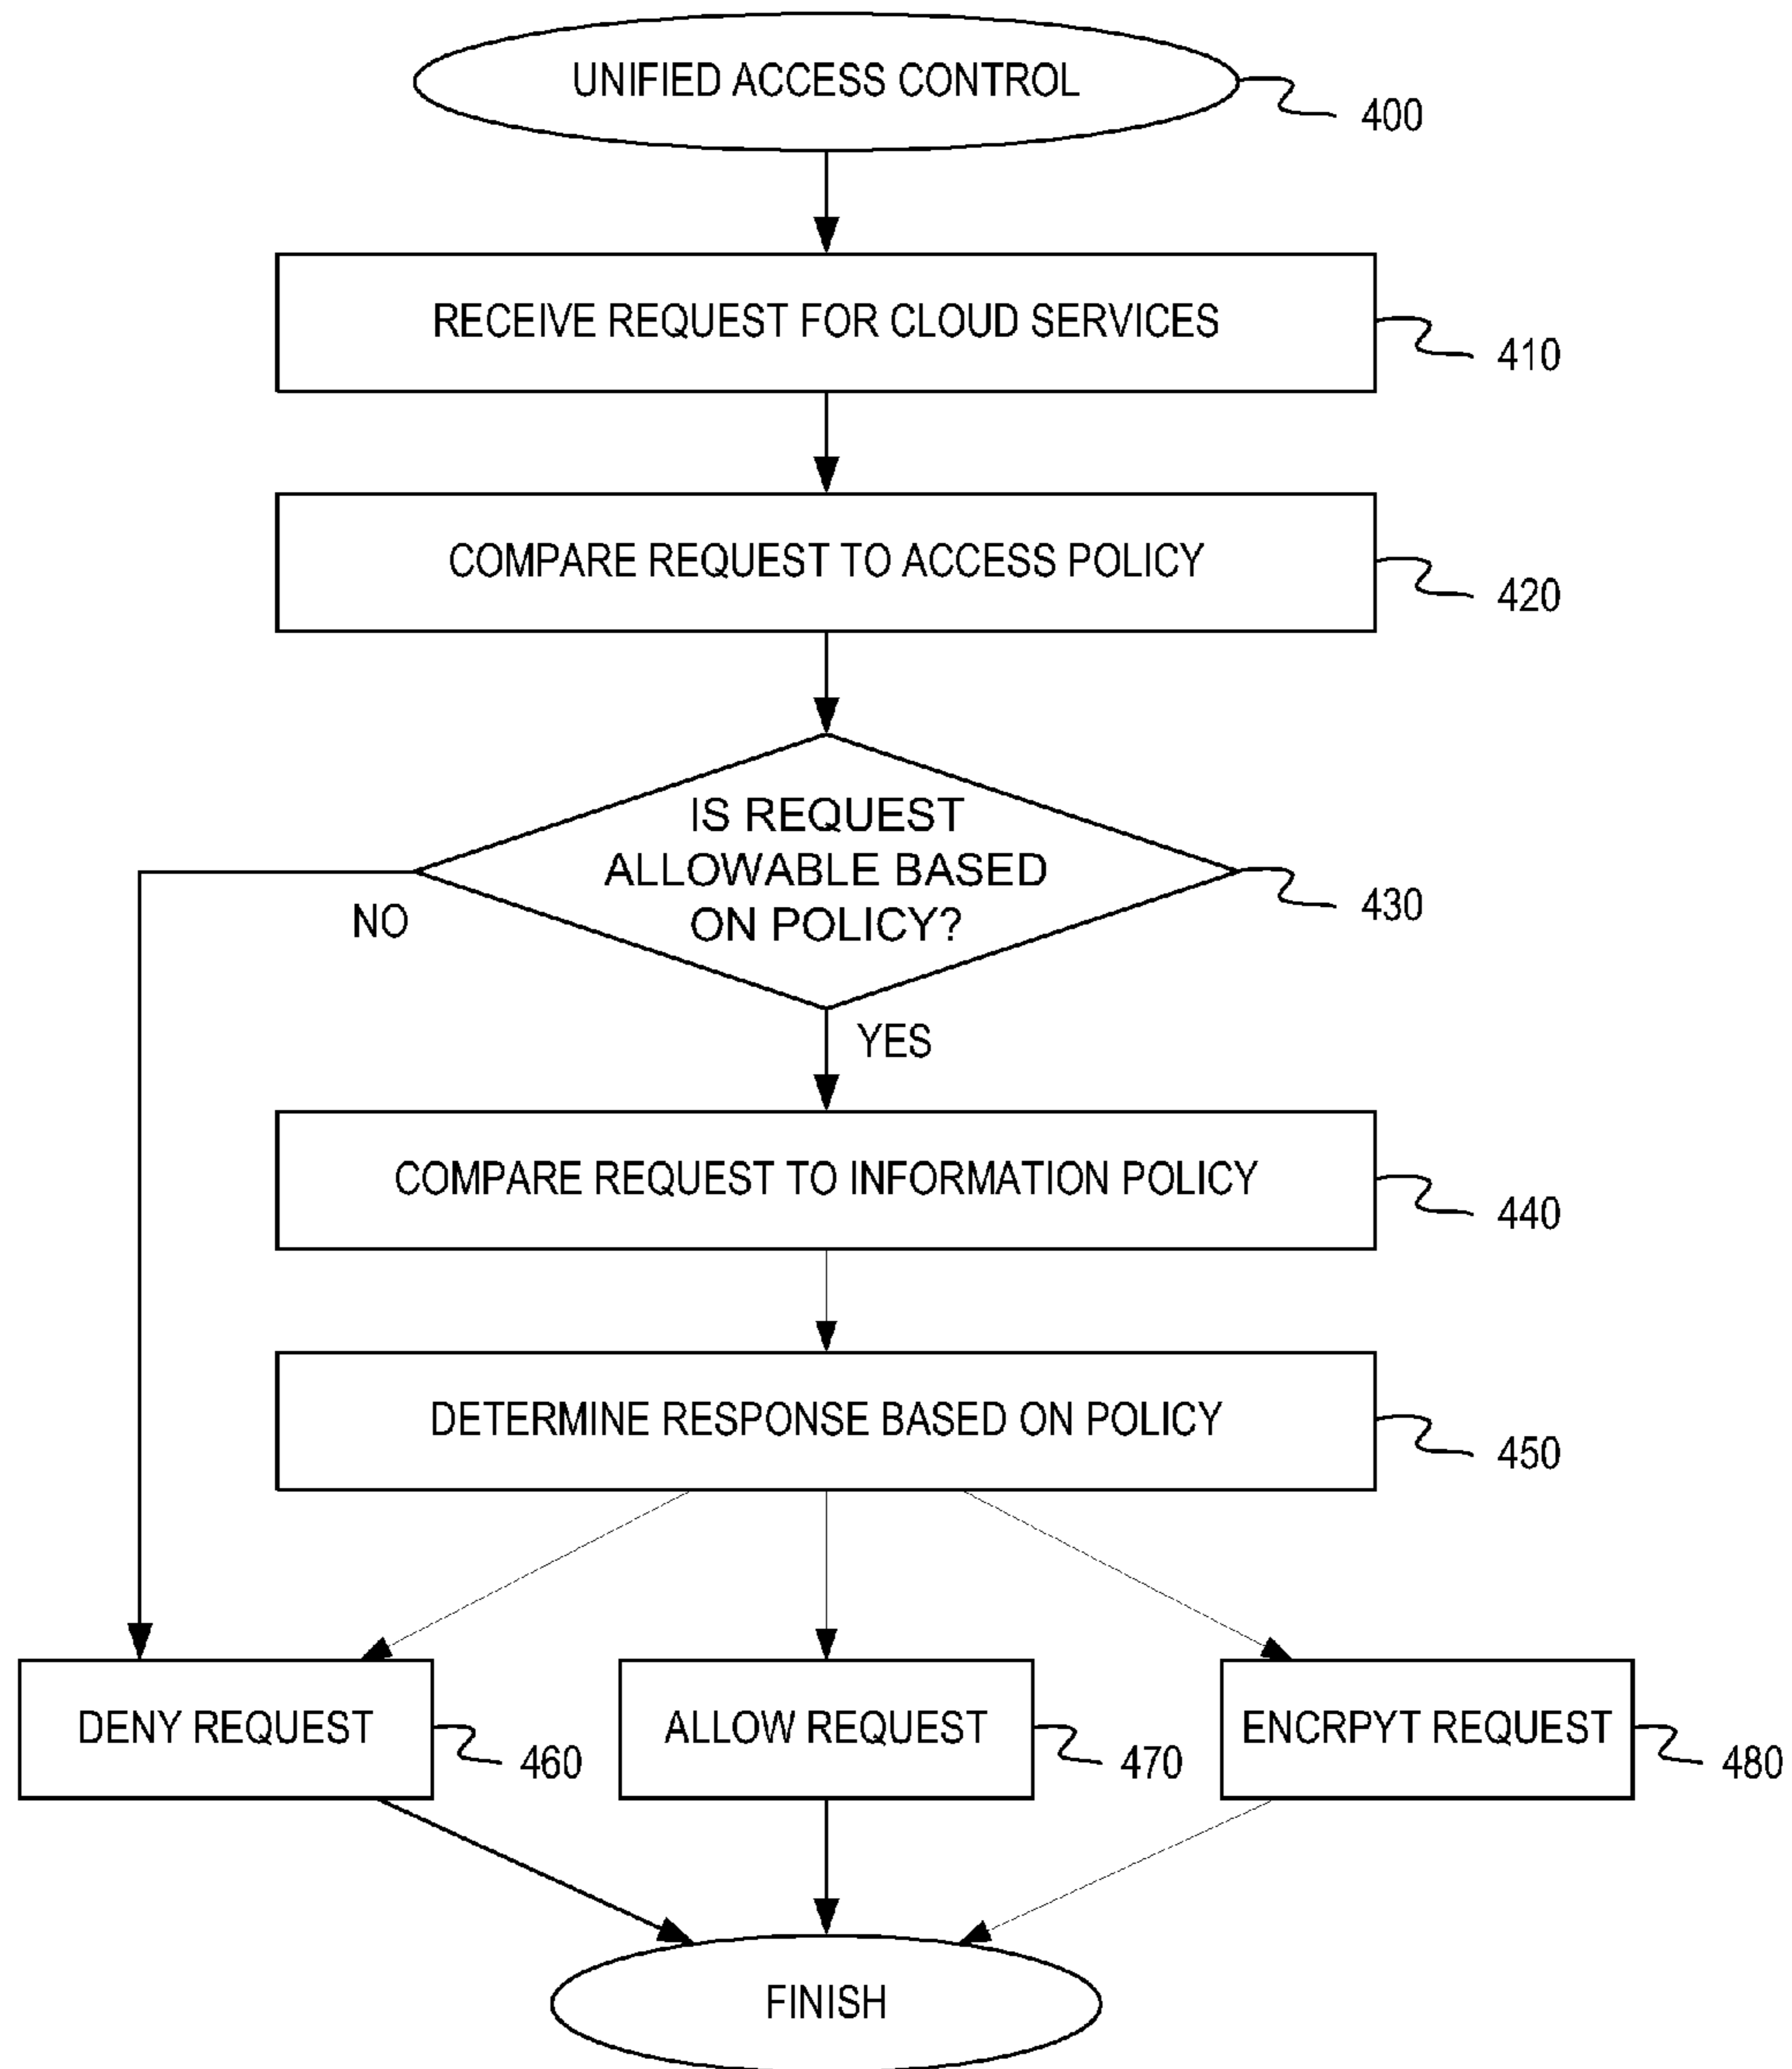 UNIFIED ACCESS CONTROL
400
RECEIVE REQUEST FOR CLOUD SERVICES
410
COMPARE REQUEST TO ACCESS POLICY
420
IS REQUEST
ALLOWABLE BASED
ON POLICY?
430
NO
YES
COMPARE REQUEST TO INFORMATION POLICY
440
DETERMINE RESPONSE BASED ON POLICY
450
DENY REQUEST
460
ALLOW REQUEST
470
ENCRPYT REQUEST
480
FINISH